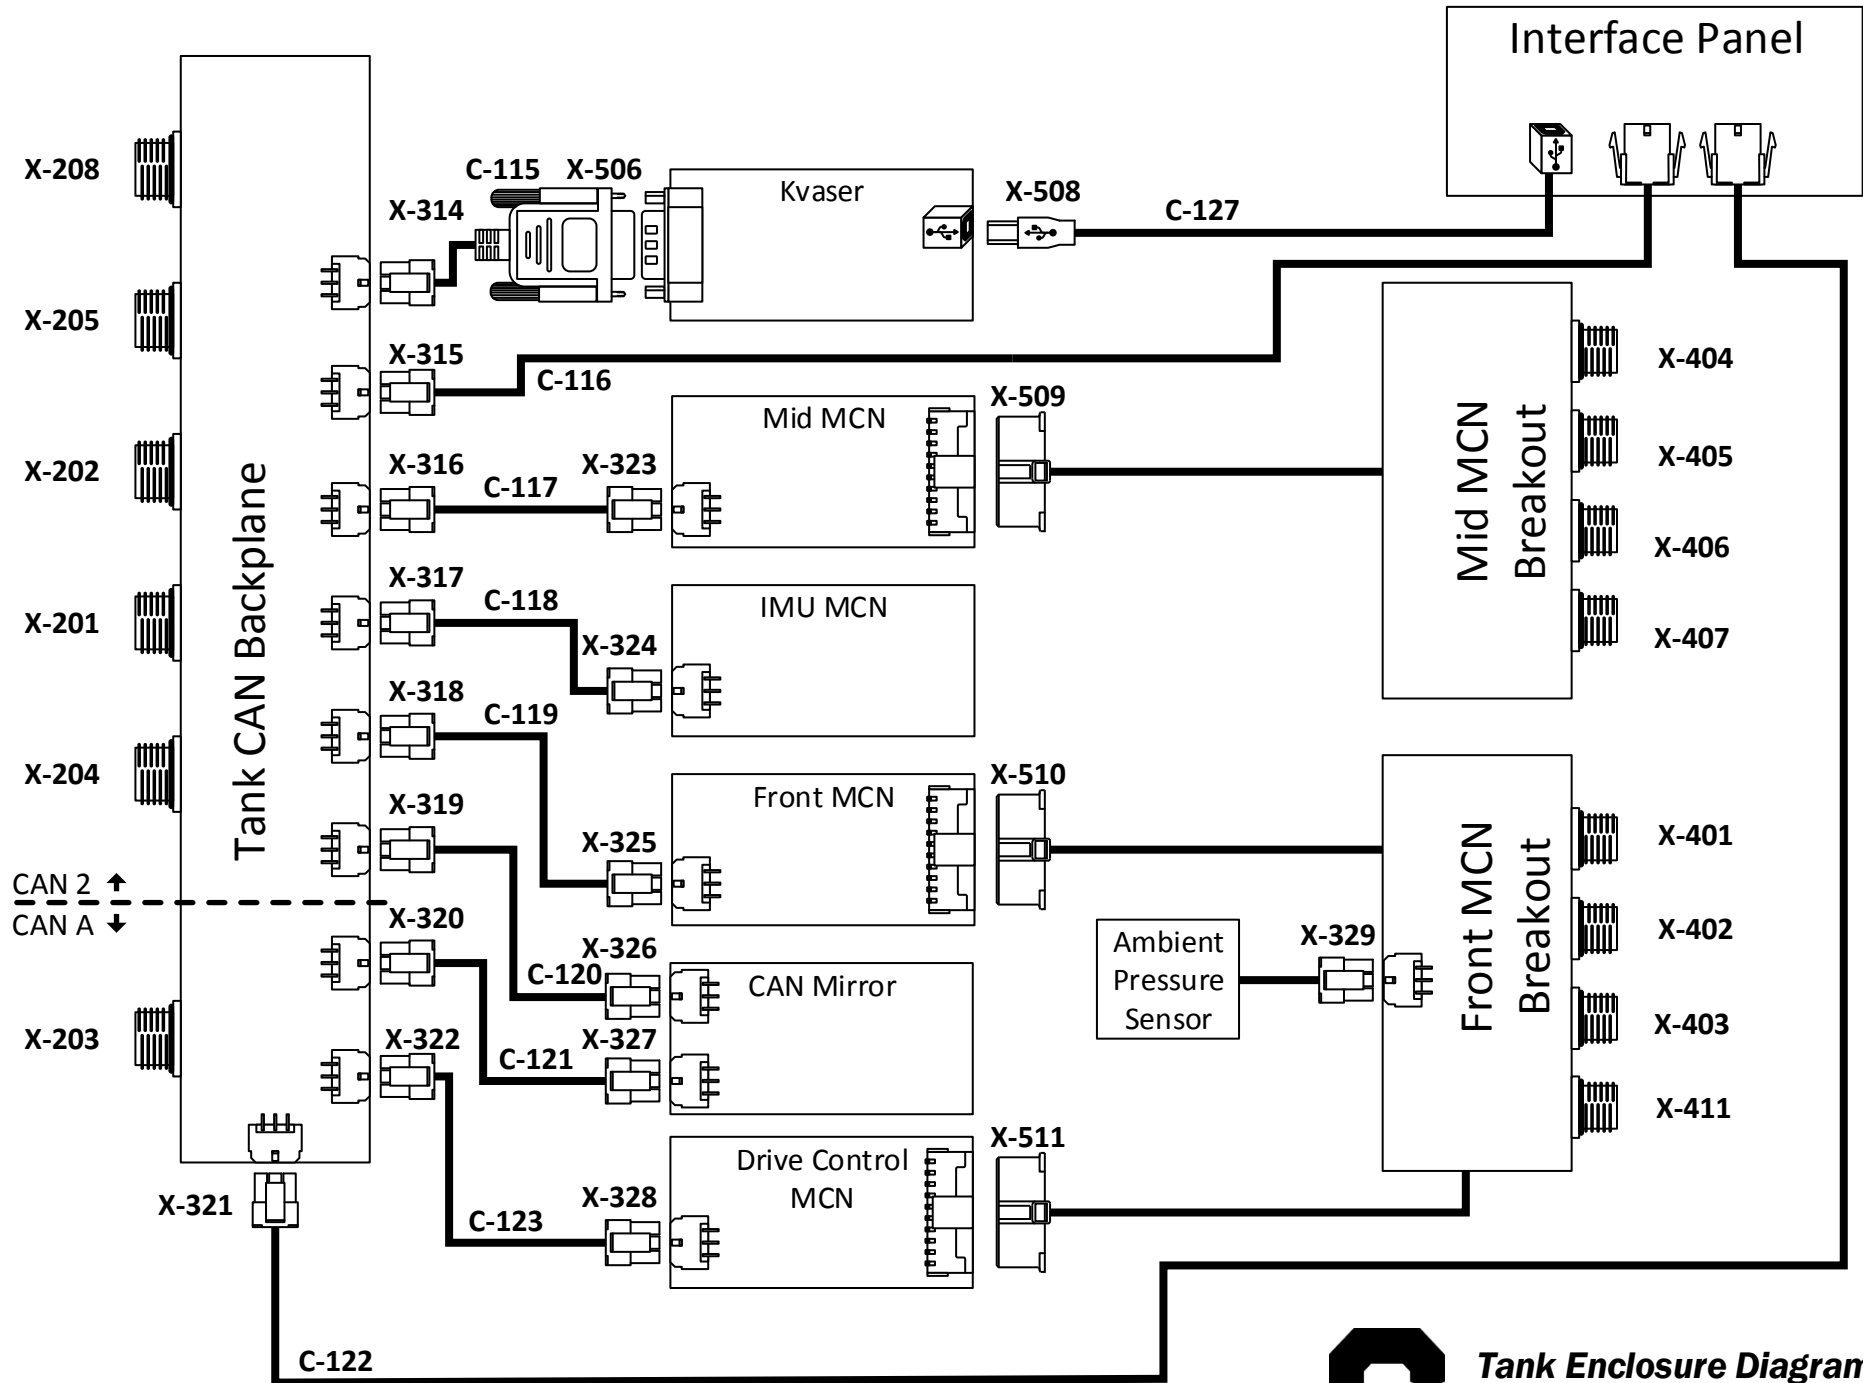 Interface Panel
X-208
C-115
X-506
Kvaser
X-508
C-127
X-314
X-205
X-315
C-116
X-404
X-509
Mid MCN
X-202
X-316
C-117
X-323
Mid MCN
Breakout
X-405
X-406
X-407
Tank CAN Backplane
X-201
X-317
C-118
X-324
IMU MCN
X-318
C-119
X-204
X-319
X-325
Front MCN
X-510
Front MCN
Breakout
X-401
X-402
X-403
X-411
CAN 2
CAN A
X-320
X-326
C-120
CAN Mirror
Ambient
Pressure
Sensor
X-329
X-203
X-322
C-121
X-327
X-321
C-123
X-328
Drive Control
MCN
X-511
C-122
Tank Enclosure Diagram